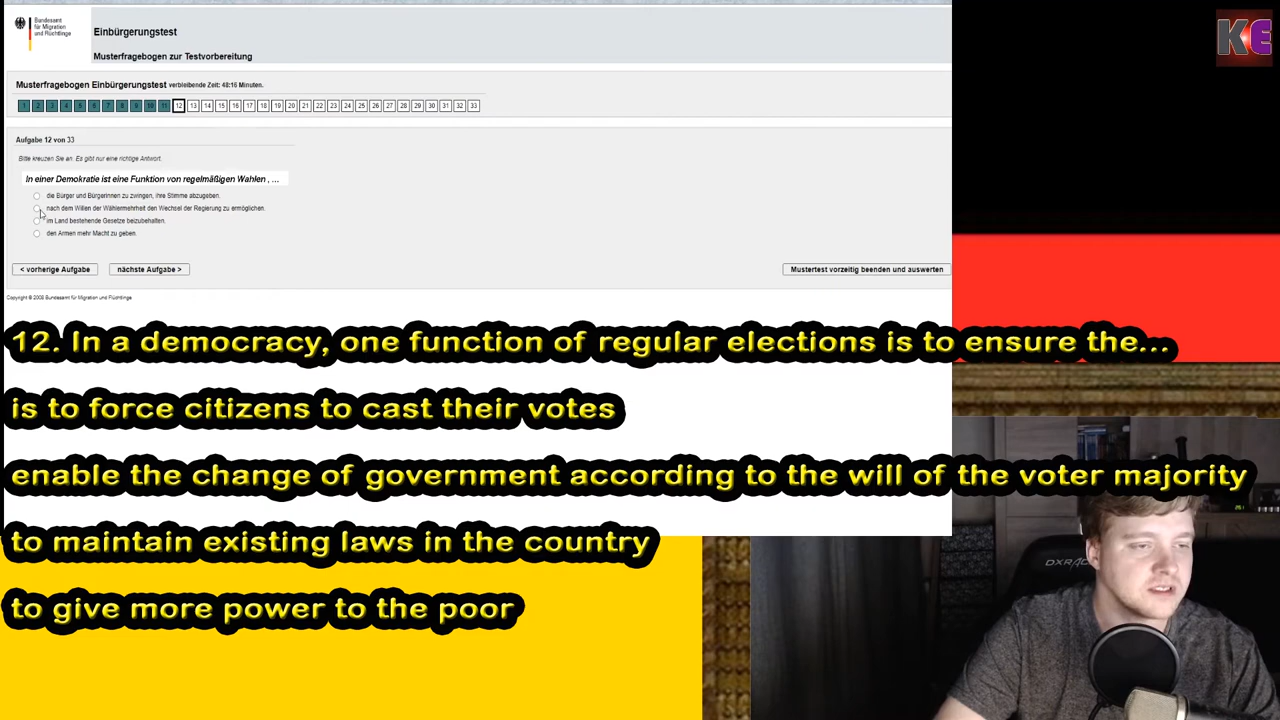 Bundesamt
für Migration
und Flüchtlinge
Einbürgerungstest
Musterfragebogen zur Testvorbereitung
KE
Musterfragebogen Einbürgerungstest verbleibende Zeit: 48:16 Minuten.
1 2 3 4 5 6 7 8 9 10 11 12 13 14 15 16 17 18 19 20 21 22 23 24 25 26 27 28 29 30 31 32 33
Aufgabe 12 von 33
Bitte kreuzen Sie an. Es gibt nur eine richtige Antwort.
In einer Demokratie ist eine Funktion von regelmäßigen Wahlen , ...
die Bürger und Bürgerinnen zu zwingen, ihre Stimme abzugeben.
nach dem Willen der Wählermehrheit den Wechsel der Regierung zu ermöglichen.
im Land bestehende Gesetze beizubehalten.
den Armen mehr Macht zu geben.
< vorherige Aufgabe nächste Aufgabe > Mustertest vorzeitig beenden und auswerten
Copyright © 2008 Bundesamt für Migration und Flüchtlinge
12. In a democracy, one function of regular elections is to ensure the...
is to force citizens to cast their votes
enable the change of government according to the will of the voter majority
to maintain existing laws in the country
to give more power to the poor
DXRAC